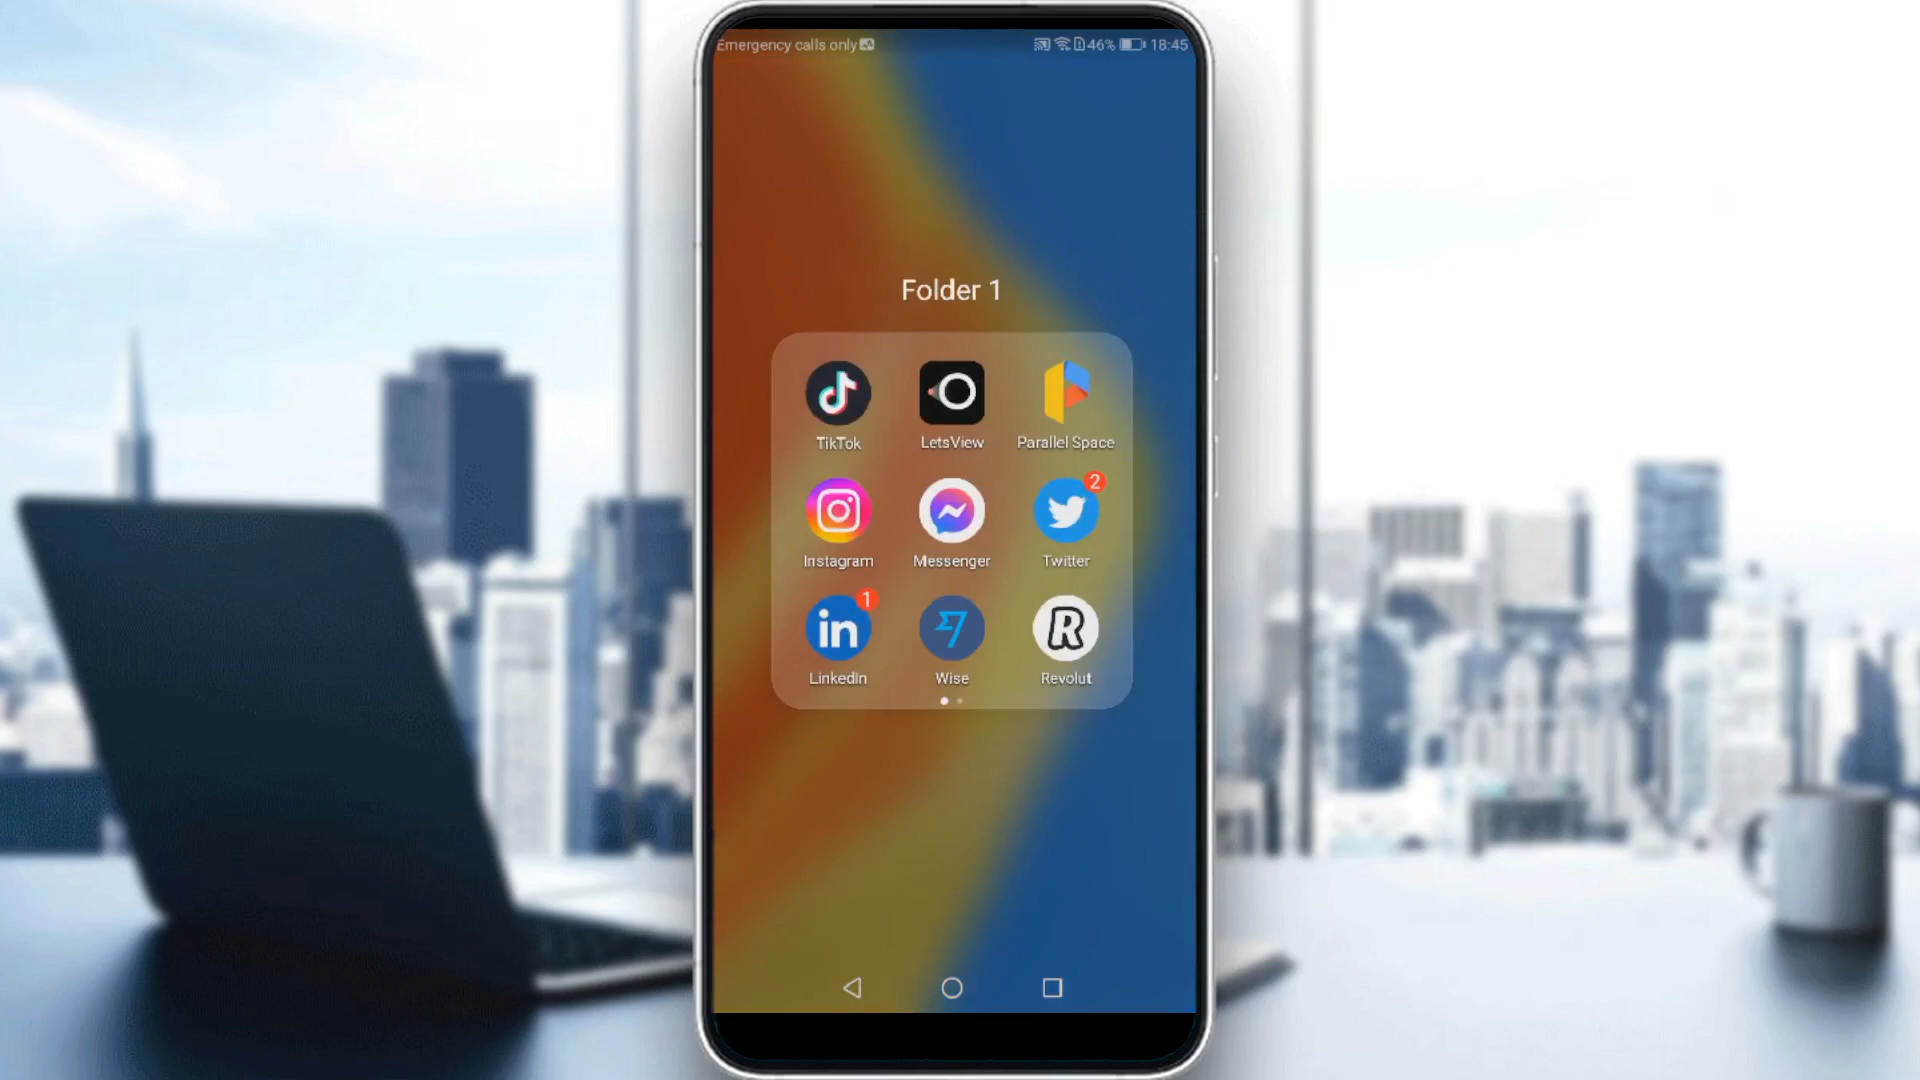 Emergency calls only 46% 18:45
Folder 1
TikTok LetsView Parallel Space
2
Instagram Messenger Twitter
1
in R
LinkedIn Wise Revolut